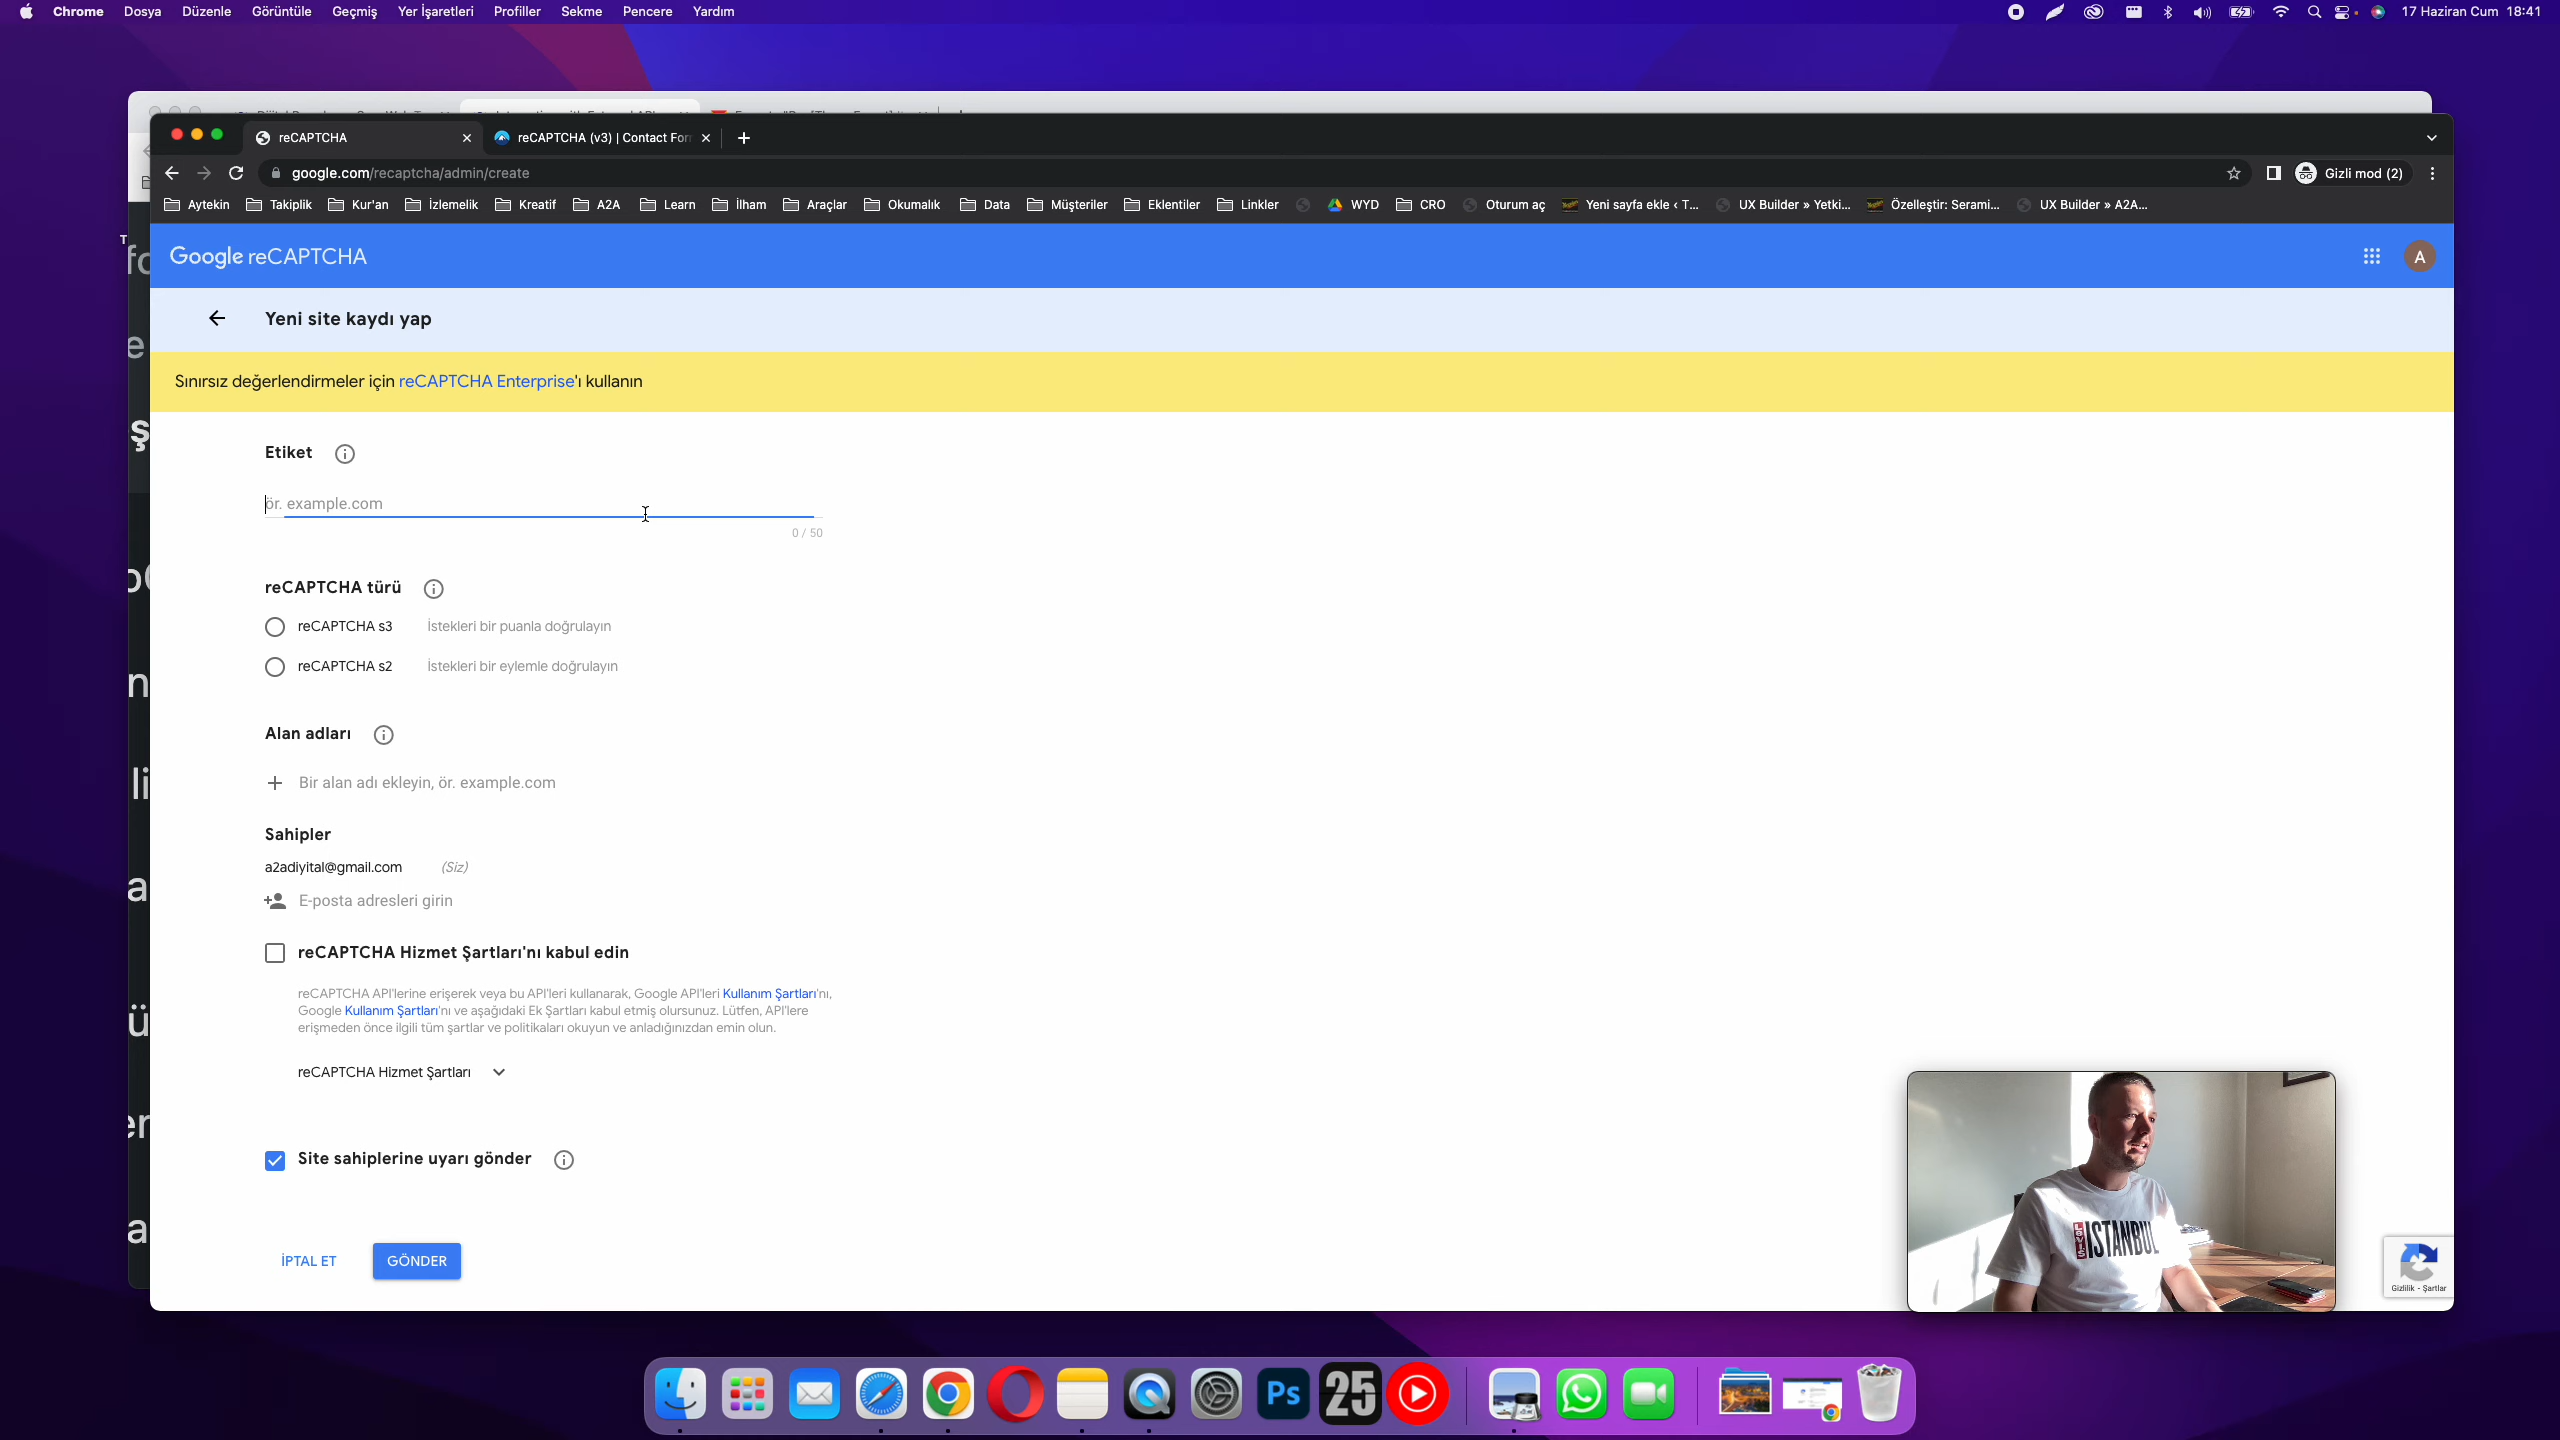 Chrome Dosya Düzenle Görüntüle Geçmiş Yer İşaretleri Profiller Sekme Pencere Yardım 17 Haziran Cum 18:41
reCAPTCHA reCAPTCHA (v3) | Contact For
google.com/recaptcha/admin/create Gizli mod (2)
Aytekin Takiplik Kur'an İzlemelik Kreatif A2A Learn İlham Araçlar Okumalık Data Müşteriler Eklentiler Linkler WYD CRO Oturum aç Yeni sayfa ekle ‹ T... UX Builder » Yetki... Özelleştir: Serami... UX Builder » A2A...
Google reCAPTCHA A
Yeni site kaydı yap
Sınırsız değerlendirmeler için reCAPTCHA Enterprise'ı kullanın
Etiket
ör. example.com
0 / 50
reCAPTCHA türü
reCAPTCHA s3 İstekleri bir puanla doğrulayın
reCAPTCHA s2 İstekleri bir eylemle doğrulayın
Alan adları
Bir alan adı ekleyin, ör. example.com
Sahipler
a2adiyital@gmail.com (Siz)
E-posta adresleri girin
reCAPTCHA Hizmet Şartları'nı kabul edin
reCAPTCHA API'lerine erişerek veya bu API'leri kullanarak, Google API'leri Kullanım Şartları'nı,
Google Kullanım Şartları'nı ve aşağıdaki Ek Şartları kabul etmiş olursunuz. Lütfen, API'lere
erişmeden önce ilgili tüm şartlar ve politikaları okuyun ve anladığınızdan emin olun.
reCAPTCHA Hizmet Şartları
Site sahiplerine uyarı gönder
İPTAL ET GÖNDER
ISTANBUL
Gizlilik - Şartlar
Ps 25